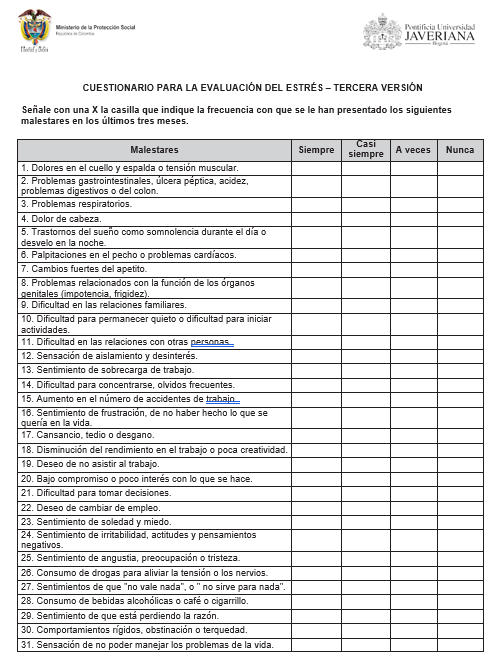 Ministerio de la Protección Social
República de Colombia
Libertad y Orden
Pontificia Universidad
JAVERIANA
Bogotá
CUESTIONARIO PARA LA EVALUACIÓN DEL ESTRÉS – TERCERA VERSIÓN
Señale con una X la casilla que indique la frecuencia con que se le han presentado los siguientes
malestares en los últimos tres meses.
Malestares Siempre Casi siempre A veces Nunca
1. Dolores en el cuello y espalda o tensión muscular.
2. Problemas gastrointestinales, úlcera péptica, acidez,
problemas digestivos o del colon.
3. Problemas respiratorios.
4. Dolor de cabeza.
5. Trastornos del sueño como somnolencia durante el día o
desvelo en la noche.
6. Palpitaciones en el pecho o problemas cardíacos.
7. Cambios fuertes del apetito.
8. Problemas relacionados con la función de los órganos
genitales (impotencia, frigidez).
9. Dificultad en las relaciones familiares.
10. Dificultad para permanecer quieto o dificultad para iniciar
actividades.
11. Dificultad en las relaciones con otras personas.
12. Sensación de aislamiento y desinterés.
13. Sentimiento de sobrecarga de trabajo.
14. Dificultad para concentrarse, olvidos frecuentes.
15. Aumento en el número de accidentes de trabajo.
16. Sentimiento de frustración, de no haber hecho lo que se
quería en la vida.
17. Cansancio, tedio o desgano.
18. Disminución del rendimiento en el trabajo o poca creatividad.
19. Deseo de no asistir al trabajo.
20. Bajo compromiso o poco interés con lo que se hace.
21. Dificultad para tomar decisiones.
22. Deseo de cambiar de empleo.
23. Sentimiento de soledad y miedo.
24. Sentimiento de irritabilidad, actitudes y pensamientos
negativos.
25. Sentimiento de angustia, preocupación o tristeza.
26. Consumo de drogas para aliviar la tensión o los nervios.
27. Sentimientos de que "no vale nada", o " no sirve para nada".
28. Consumo de bebidas alcohólicas o café o cigarrillo.
29. Sentimiento de que está perdiendo la razón.
30. Comportamientos rígidos, obstinación o terquedad.
31. Sensación de no poder manejar los problemas de la vida.